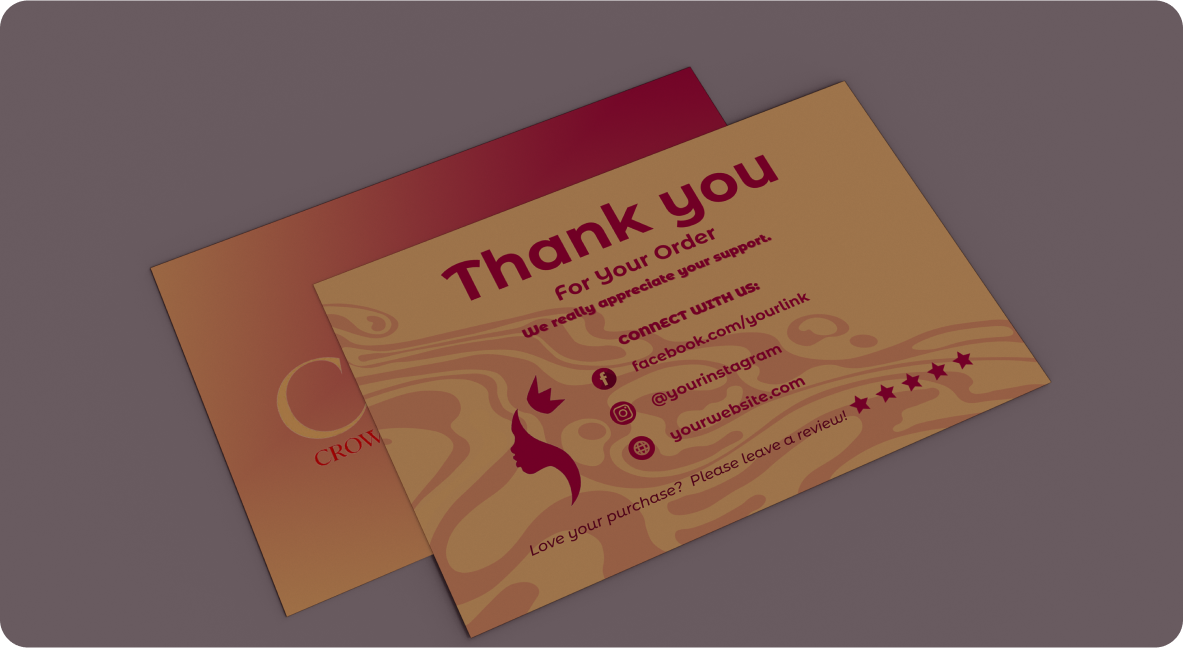 Thank you
For Your Order
We really appreciate your support.
CONNECT WITH US:
facebook.com/yourlink
@yourinstagram
yourwebsite.com
Love your purchase? Please leave a review!
C
CROW